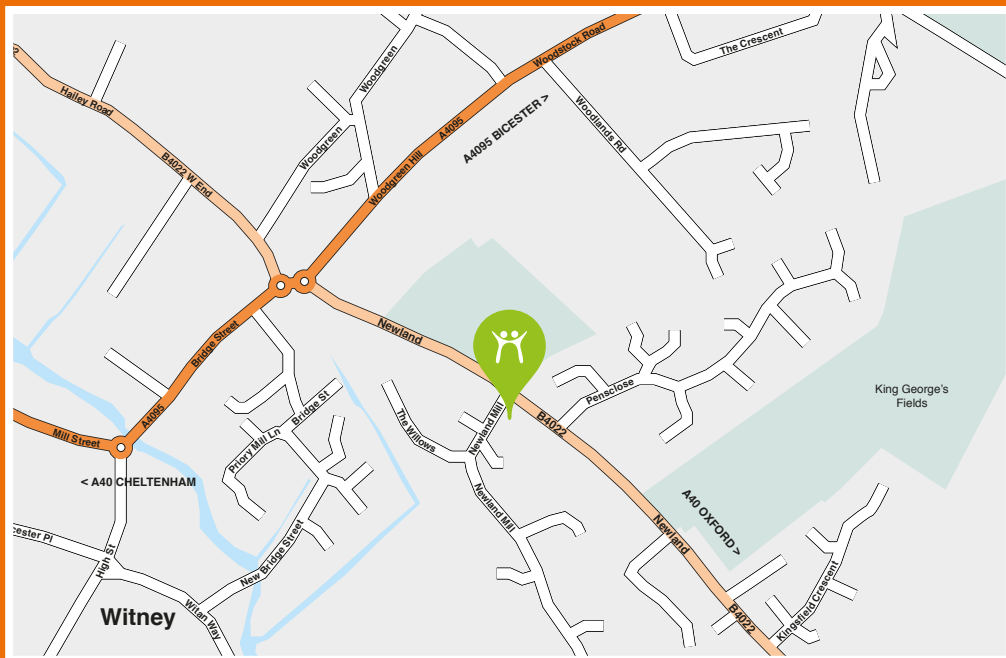 Woodstock Road
The Crescent
Woodgreen
Hailey Road
Woodlands Rd
A4095
A4095 BICESTER >
Woodgreen
B4022 W End
Woodgreen Hill
Newland
Bridge Street
King George's
Fields
Pensclose
Bridge St
The Willows
Newland Mill
A4095
B4022
Mill Street
Priory Mill Ln
< A40 CHELTENHAM
Newland Mill
A40 OXFORD >
Newland
New Bridge Street
High St
Witan Way
Kingsfield Crescent
Witney
B4022